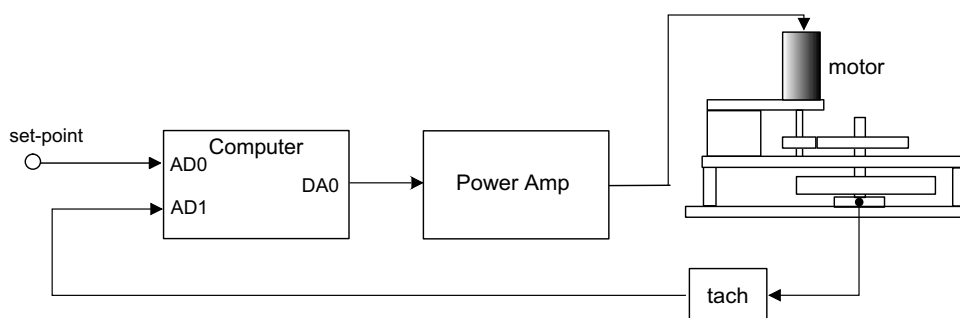 motor
set-point
Computer
AD0
DA0
AD1
Power Amp
tach